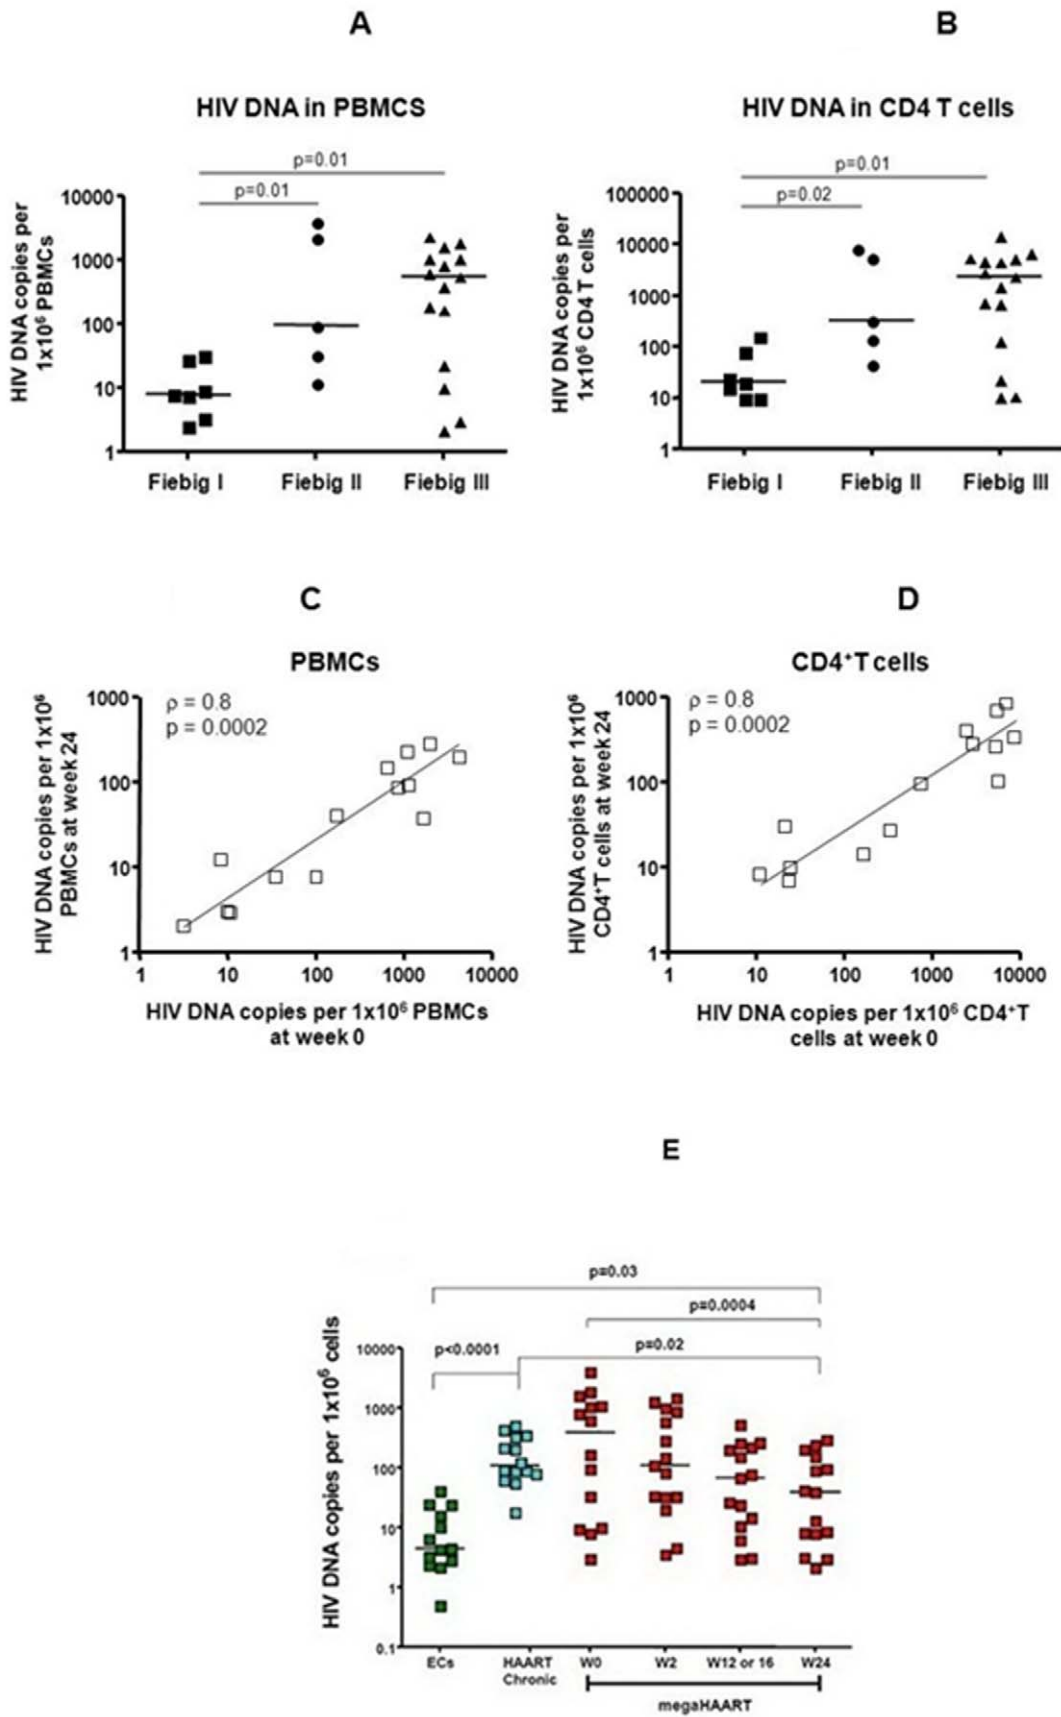 A
HIV DNA in PBMCS
p=0.01
p=0.01
HIV DNA copies per
1x10⁶ PBMCs
10000
1000
100
10
1
Fiebig I
Fiebig II
Fiebig III
B
HIV DNA in CD4 T cells
p=0.01
p=0.02
HIV DNA copies per
1x10⁶ CD4 T cells
100000
10000
1000
100
10
1
Fiebig I
Fiebig II
Fiebig III
C
PBMCs
ρ = 0.8
p = 0.0002
HIV DNA copies per 1x10⁶
PBMCs at week 24
1000
100
10
1
1
10
100
1000
10000
HIV DNA copies per 1x10⁶ PBMCs
at week 0
D
CD4⁺T cells
ρ = 0.8
p = 0.0002
HIV DNA copies per 1x10⁶
CD4⁺T cells at week 24
1000
100
10
1
1
10
100
1000
10000
HIV DNA copies per 1x10⁶ CD4⁺T
cells at week 0
E
p=0.03
p=0.0004
p<0.0001
p=0.02
HIV DNA copies per 1x10⁶ cells
10000
1000
100
10
1
0.1
ECs
HAART
Chronic
W0
W2
W12 or 16
W24
megaHAART